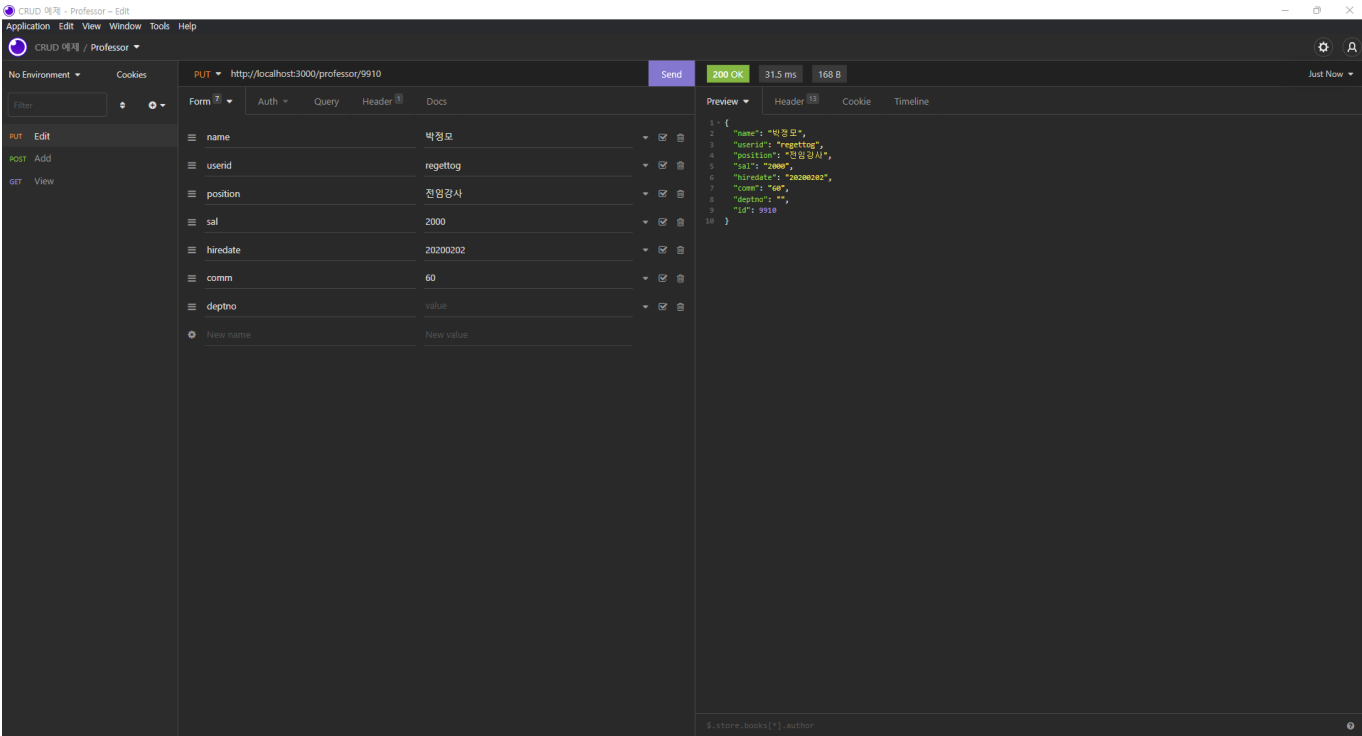 CRUD 예제 - Professor – Edit
Application Edit View Window Tools Help
CRUD 예제 / Professor
No Environment Cookies
Filter
PUT Edit
POST Add
GET View
PUT http://localhost:3000/professor/9910 Send
Form 7 Auth Query Header 1 Docs
name 박정모
userid regettog
position 전임강사
sal 2000
hiredate 20200202
comm 60
deptno value
New name New value
200 OK 31.5 ms 168 B Just Now
Preview Header 13 Cookie Timeline
1 {
2 "name": "박정모",
3 "userid": "regettog",
4 "position": "전임강사",
5 "sal": "2000",
6 "hiredate": "20200202",
7 "comm": "60",
8 "deptno": "",
9 "id": 9910
10 }
$.store.books[*].author